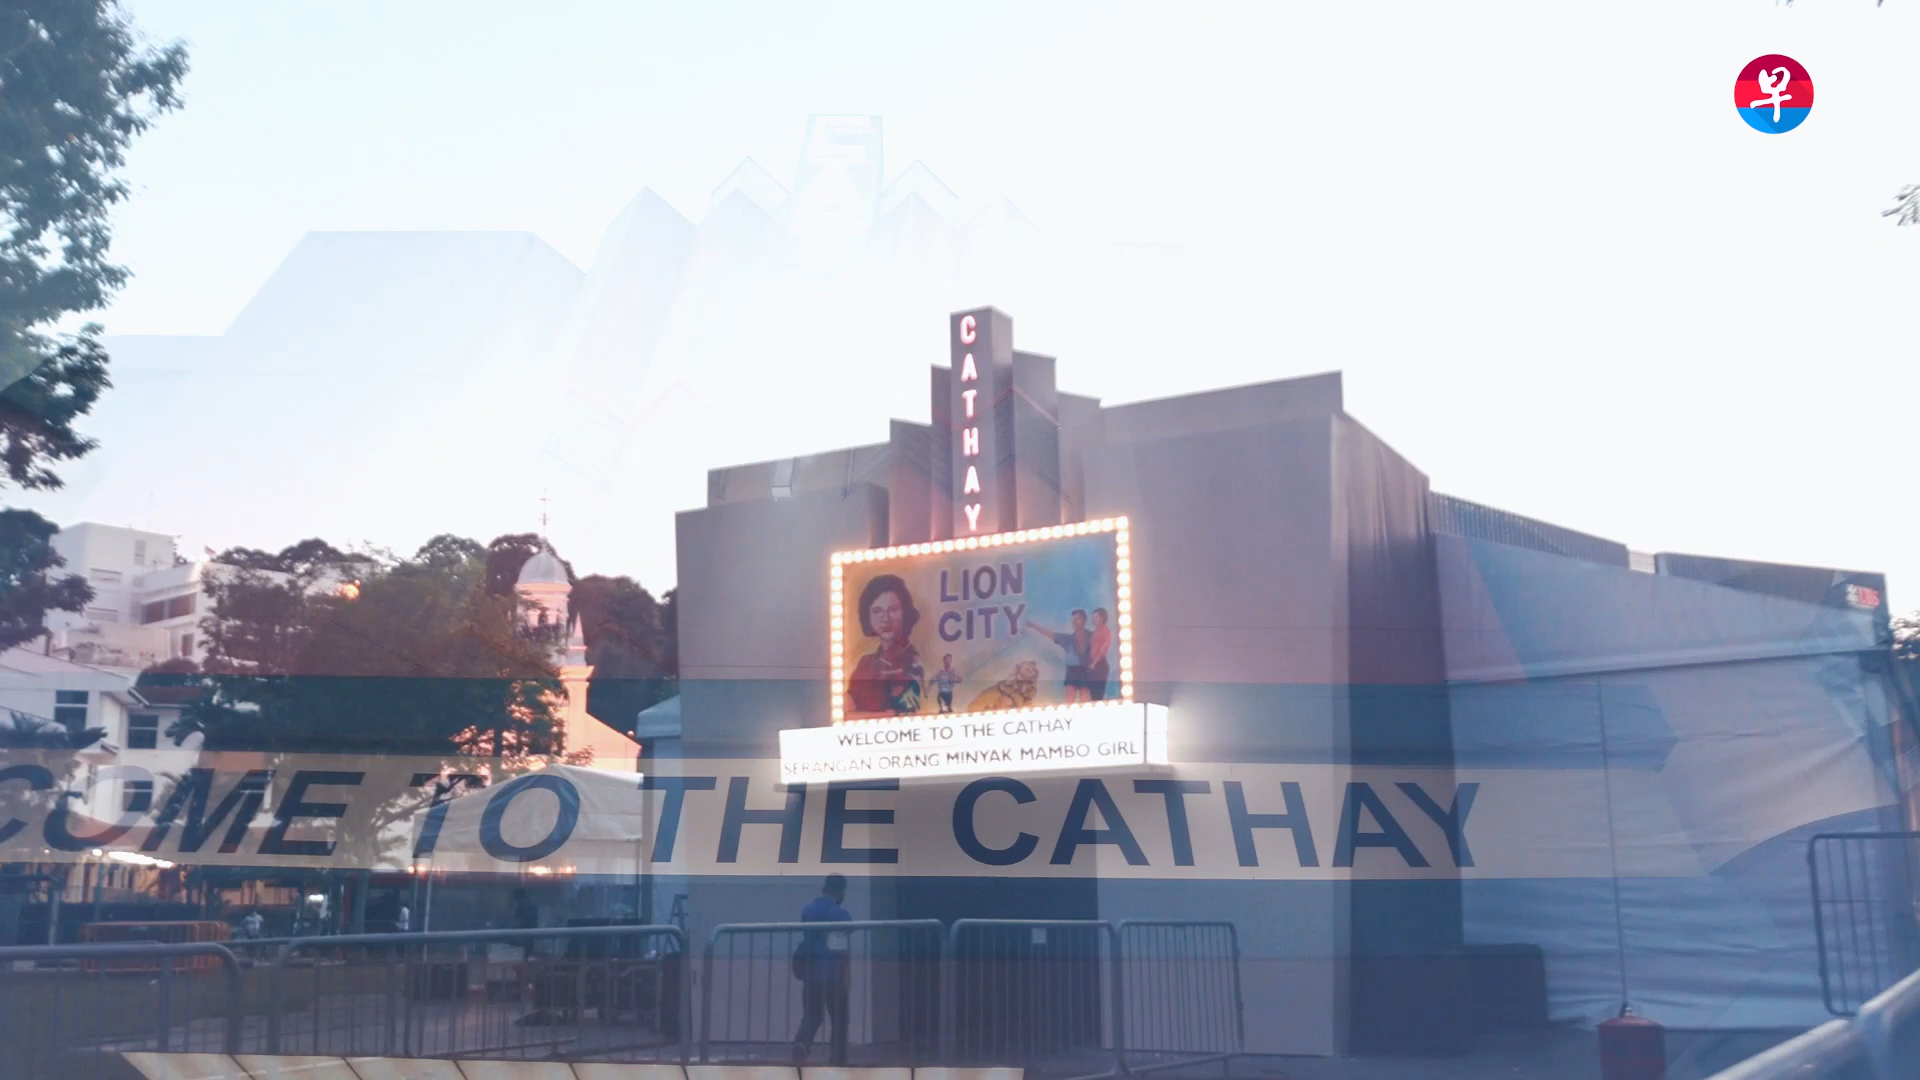 早
CATHAY
LION
CITY
WELCOME TO THE CATHAY
SERANGAN ORANG MINYAK MAMBO GIRL
COME TO THE CATHAY